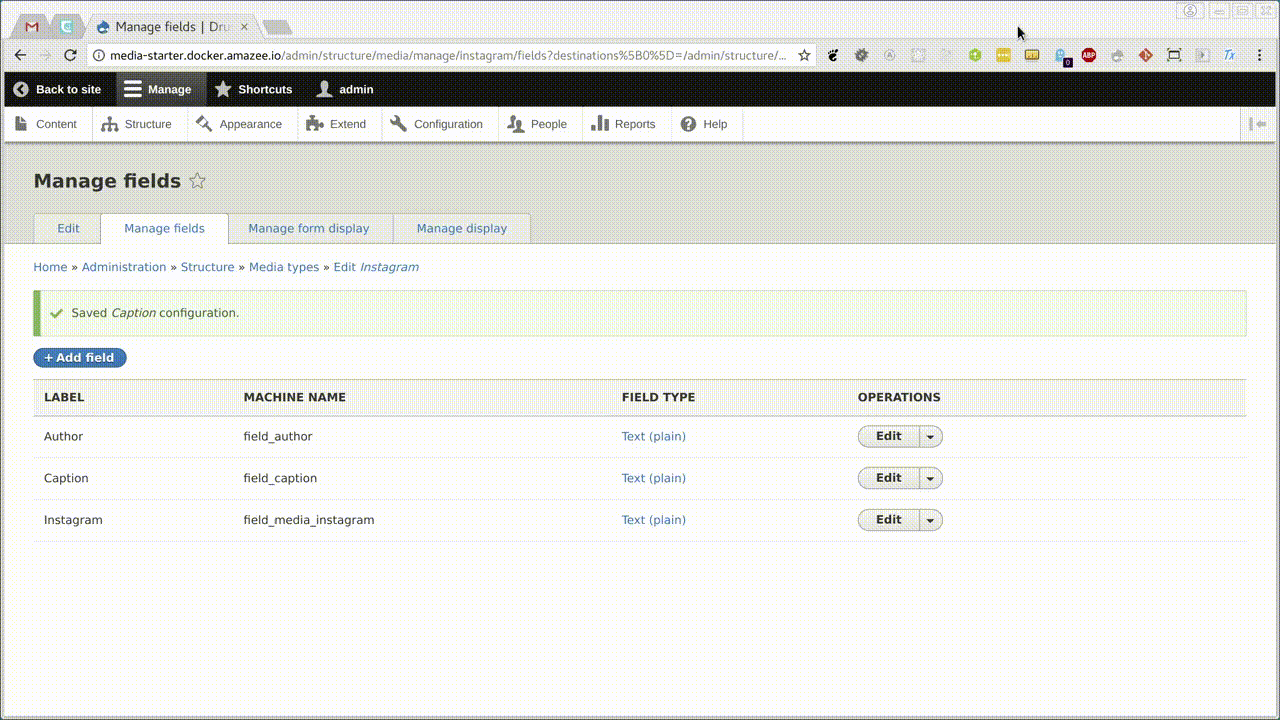 Manage fields | Dru
media-starter.docker.amazee.io/admin/structure/media/manage/instagram/fields?destinations%5B0%5D=/admin/structure/...
0
ABP
Tx
Back to site Manage Shortcuts admin
Content Structure Appearance Extend Configuration People Reports Help
Manage fields
Edit Manage fields Manage form display Manage display
Home » Administration » Structure » Media types » Edit Instagram
Saved Caption configuration.
+ Add field
LABEL MACHINE NAME FIELD TYPE OPERATIONS
Author field_author Text (plain) Edit
Caption field_caption Text (plain) Edit
Instagram field_media_instagram Text (plain) Edit